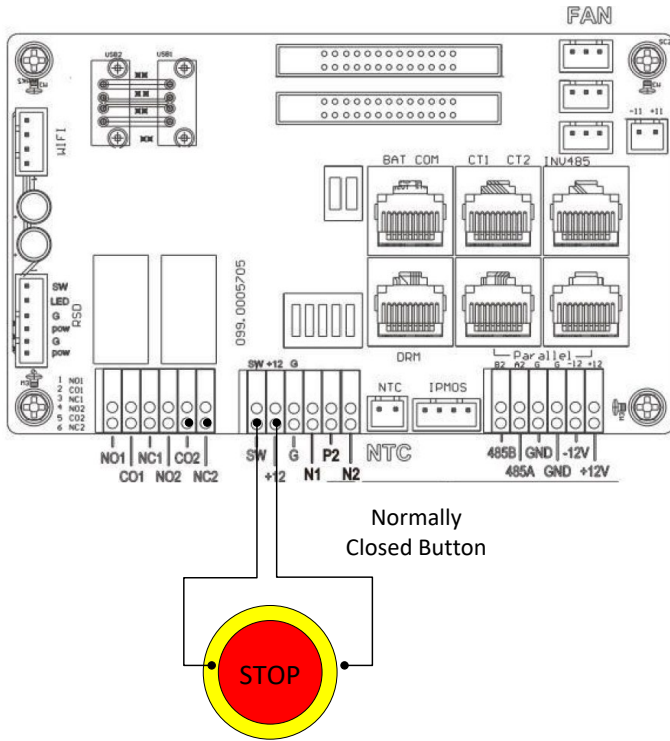 FAN
USB2 USB1
-11 +11
WIFI
BAT COM CT1 CT2 INV485
SW
LED
G
pow
G
pow
RSD
099.0005705
DRM
Parallel
B2 A2 G G -12 +12
1 NO1
2 CO1
3 NC1
4 NO2
5 CO2
6 NC2
SW +12 G
NTC IPMOS
NO1 NC1 CO2
CO1 NO2 NC2
SW G P2
+12 N1 N2
NTC
485B GND -12V
485A GND +12V
Normally
Closed Button
STOP